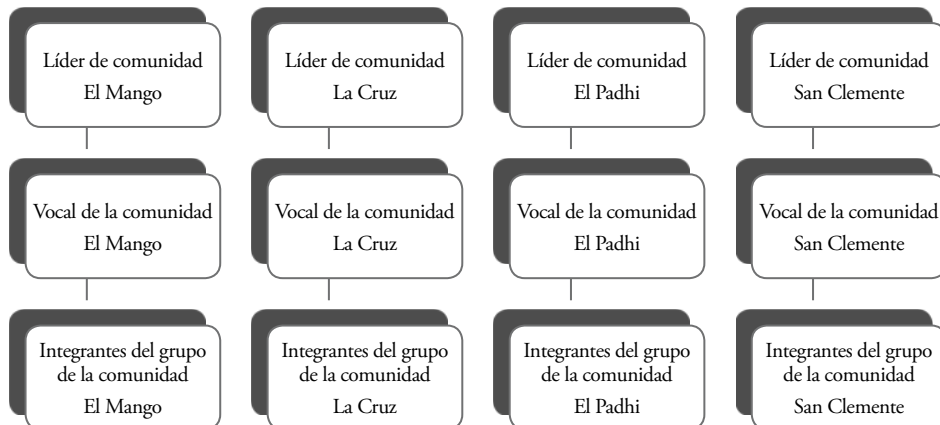 Líder de comunidad
El Mango
Líder de comunidad
La Cruz
Líder de comunidad
El Padhi
Líder de comunidad
San Clemente
Vocal de la comunidad
El Mango
Vocal de la comunidad
La Cruz
Vocal de la comunidad
El Padhi
Vocal de la comunidad
San Clemente
Integrantes del grupo
de la comunidad
El Mango
Integrantes del grupo
de la comunidad
La Cruz
Integrantes del grupo
de la comunidad
El Padhi
Integrantes del grupo
de la comunidad
San Clemente